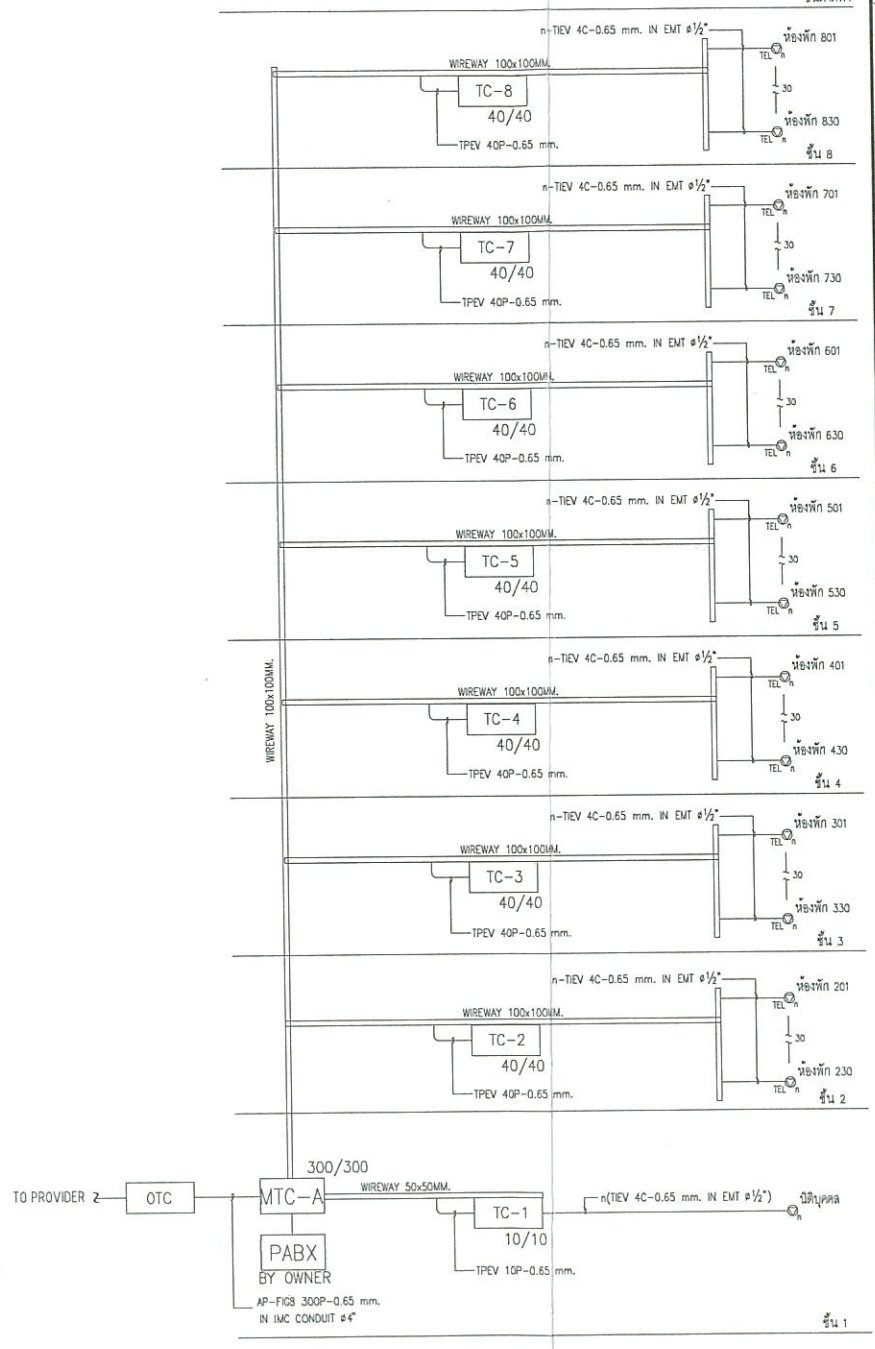 n-TIEV 4C-0.65 mm. IN EMT ø1/2"
ห้องพัก 801
WIREWAY 100x100MM.
TEL n
TC-8
30
40/40
ห้องพัก 830
TPEV 40P-0.65 mm.
TEL n
ชั้น 8
n-TIEV 4C-0.65 mm. IN EMT ø1/2"
ห้องพัก 701
WIREWAY 100x100MM.
TEL n
TC-7
30
40/40
ห้องพัก 730
TPEV 40P-0.65 mm.
TEL n
ชั้น 7
n-TIEV 4C-0.65 mm. IN EMT ø1/2"
ห้องพัก 601
WIREWAY 100x100MM.
TEL n
TC-6
30
40/40
ห้องพัก 630
TPEV 40P-0.65 mm.
TEL n
ชั้น 6
n-TIEV 4C-0.65 mm. IN EMT ø1/2"
ห้องพัก 501
WIREWAY 100x100MM.
TEL n
TC-5
30
40/40
ห้องพัก 530
TPEV 40P-0.65 mm.
TEL n
ชั้น 5
WIREWAY 100x100MM.
n-TIEV 4C-0.65 mm. IN EMT ø1/2"
ห้องพัก 401
WIREWAY 100x100MM.
TEL n
TC-4
30
40/40
ห้องพัก 430
TPEV 40P-0.65 mm.
TEL n
ชั้น 4
n-TIEV 4C-0.65 mm. IN EMT ø1/2"
ห้องพัก 301
WIREWAY 100x100MM.
TEL n
TC-3
30
40/40
ห้องพัก 330
TPEV 40P-0.65 mm.
TEL n
ชั้น 3
n-TIEV 4C-0.65 mm. IN EMT ø1/2"
ห้องพัก 201
WIREWAY 100x100MM.
TEL n
TC-2
30
40/40
ห้องพัก 230
TPEV 40P-0.65 mm.
TEL n
ชั้น 2
300/300
TO PROVIDER
OTC
MTC-A
WIREWAY 50x50MM.
TC-1
10/10
n(TIEV 4C-0.65 mm. IN EMT ø1/2")
นิติบุคคล
n
PABX
BY OWNER
TPEV 10P-0.65 mm.
AP-FIG8 300P-0.65 mm.
IN IMC CONDUIT ø4"
ชั้น 1